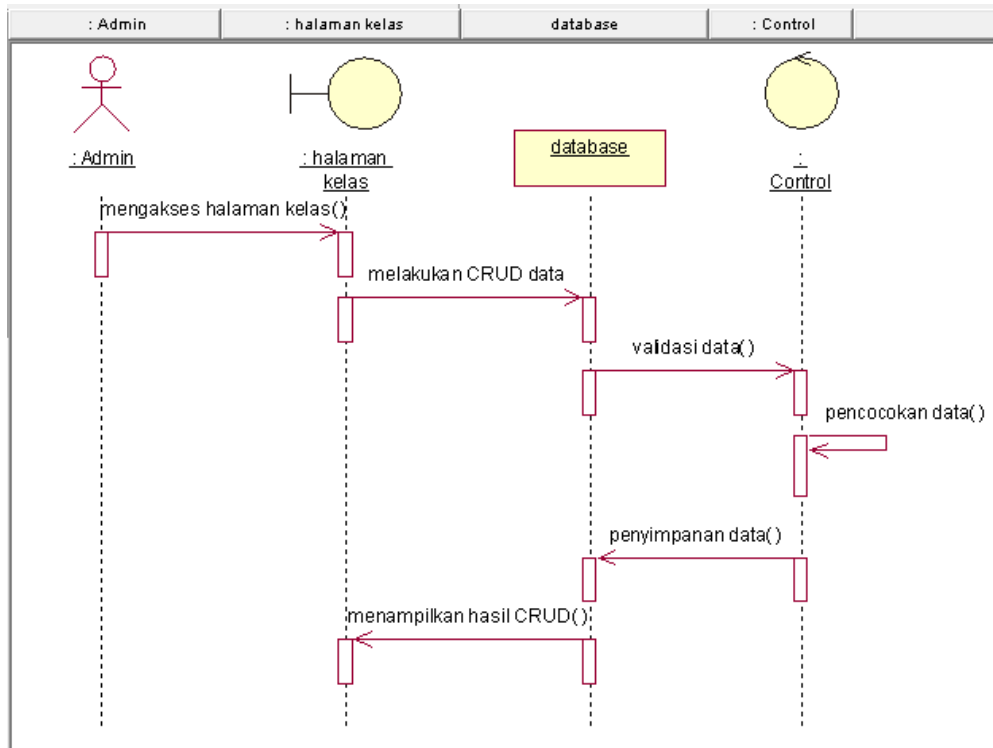 : Admin
: halaman kelas
database
: Control
: Admin
: halaman
kelas
database
:
Control
mengakses halaman kelas()
melakukan CRUD data
validasi data()
pencocokan data()
penyimpanan data()
menampilkan hasil CRUD()